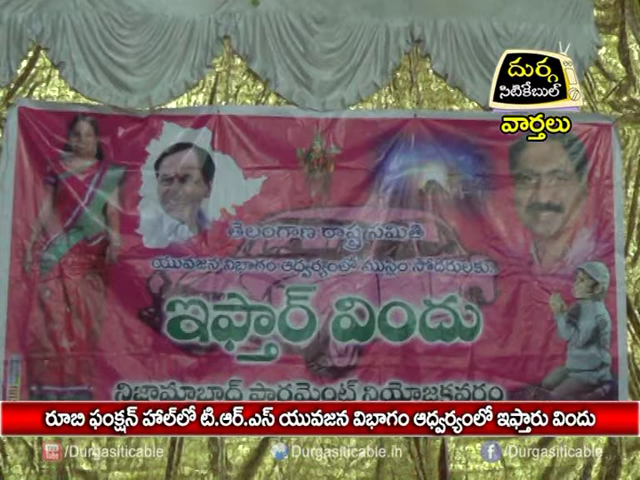 దుర్గ
సిటికేబుల్
వార్తలు
తెలంగాణ రాష్ట్ర సమితి
యువజన విభాగం ఆధ్వర్యంలో ముస్లిం సోదరులకు
ఇఫ్తార్ విందు
నిజామాబాద్ పార్లమెంట్ నియోజకవర్గం
రూబి ఫంక్షన్ హాల్‌లో టి.ఆర్.ఎస్ యువజన విభాగం ఆధ్వర్యంలో ఇఫ్తారు విందు
/Durgasiticable
/Durgasiticable.in
/Durgasiticable